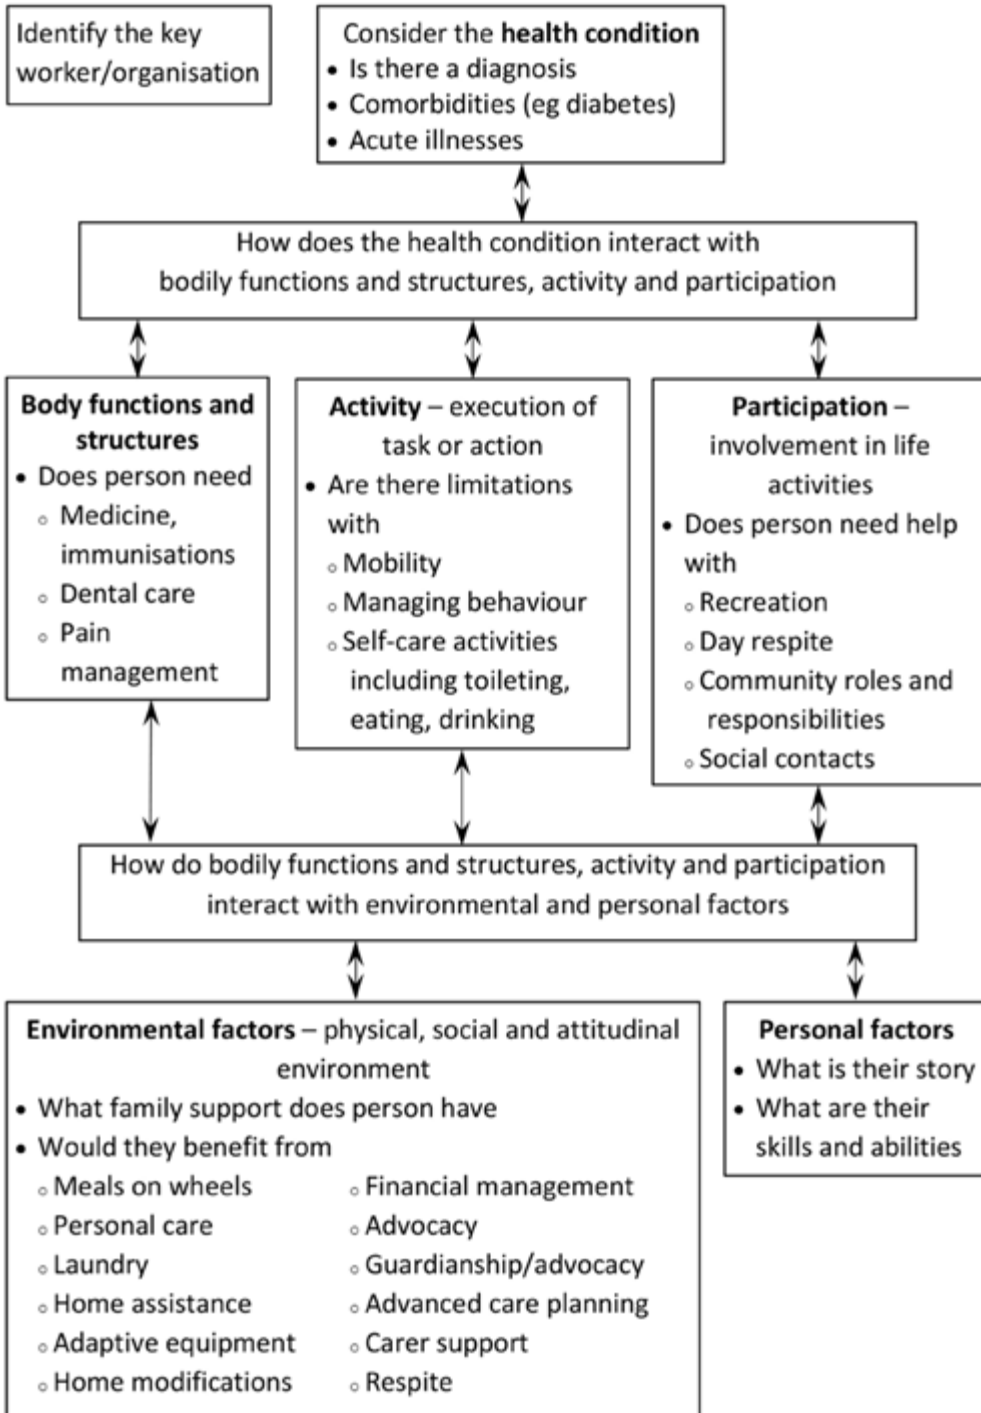 Identify the key
worker/organisation
Consider the health condition
• Is there a diagnosis
• Comorbidities (eg diabetes)
• Acute illnesses
How does the health condition interact with
bodily functions and structures, activity and participation
Body functions and
structures
• Does person need
○ Medicine,
immunisations
○ Dental care
○ Pain
management
Activity – execution of
task or action
• Are there limitations
with
○ Mobility
○ Managing behaviour
○ Self-care activities
including toileting,
eating, drinking
Participation –
involvement in life
activities
• Does person need help
with
○ Recreation
○ Day respite
○ Community roles and
responsibilities
○ Social contacts
How do bodily functions and structures, activity and participation
interact with environmental and personal factors
Environmental factors – physical, social and attitudinal
environment
• What family support does person have
• Would they benefit from
○ Meals on wheels
○ Personal care
○ Laundry
○ Home assistance
○ Adaptive equipment
○ Home modifications
○ Financial management
○ Advocacy
○ Guardianship/advocacy
○ Advanced care planning
○ Carer support
○ Respite
Personal factors
• What is their story
• What are their
skills and abilities